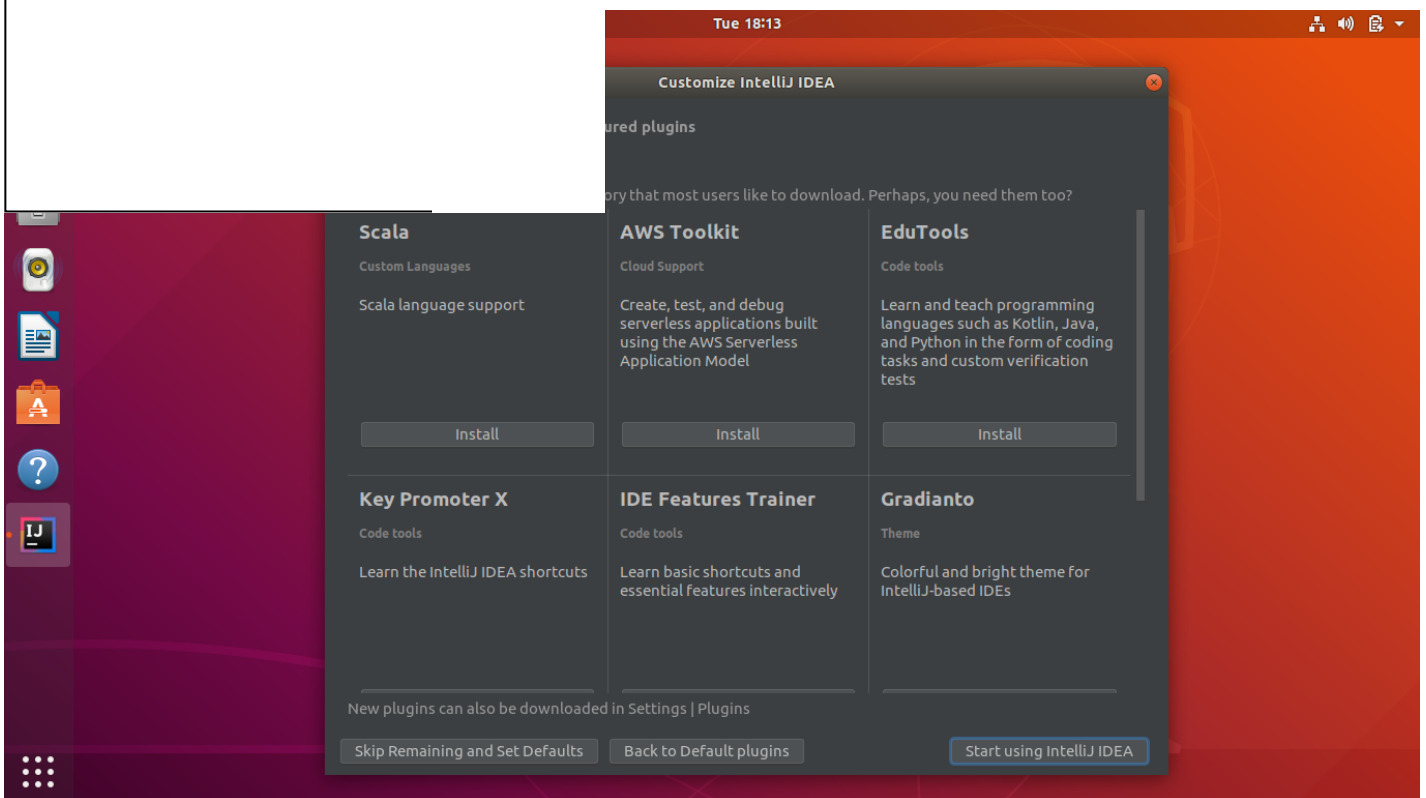 Tue 18:13
Customize IntelliJ IDEA
plugins
that most users like to download. Perhaps, you need them too?
Scala
Custom Languages
Scala language support
Install
AWS Toolkit
Cloud Support
Create, test, and debug
serverless applications built
using the AWS Serverless
Application Model
Install
EduTools
Code tools
Learn and teach programming
languages such as Kotlin, Java,
and Python in the form of coding
tasks and custom verification
tests
Install
Key Promoter X
Code tools
Learn the IntelliJ IDEA shortcuts
IDE Features Trainer
Code tools
Learn basic shortcuts and
essential features interactively
Gradianto
Theme
Colorful and bright theme for
IntelliJ-based IDEs
New plugins can also be downloaded in Settings | Plugins
Skip Remaining and Set Defaults
Back to Default plugins
Start using IntelliJ IDEA
IJ